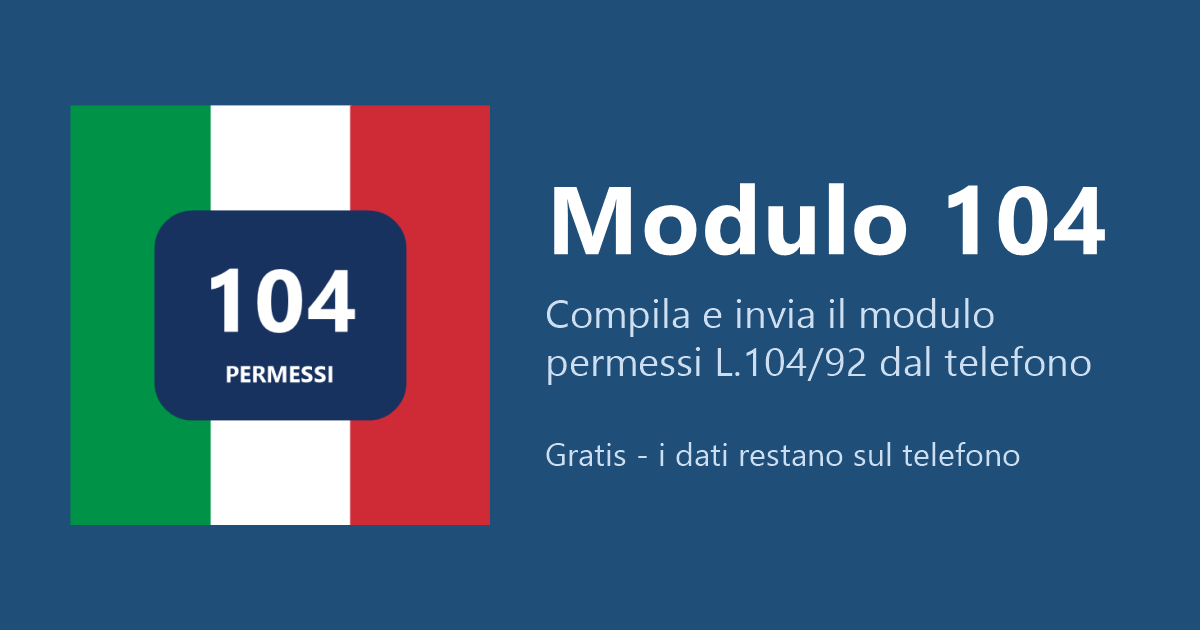 104
PERMESSI
Modulo 104
Compila e invia il modulo
permessi L.104/92 dal telefono
Gratis - i dati restano sul telefono